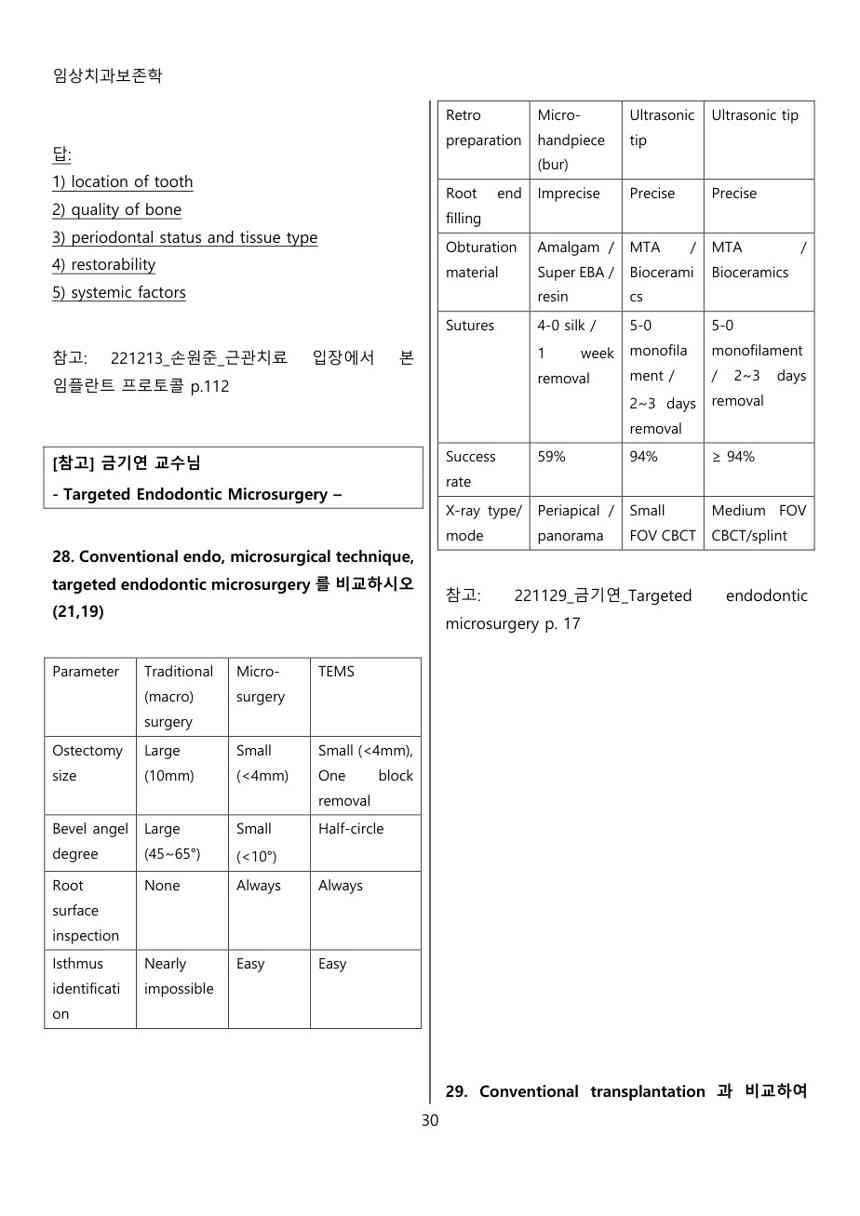 임상치과보존학
답:
1) location of tooth
2) quality of bone
3) periodontal status and tissue type
4) restorability
5) systemic factors
참고: 221213_손원준_근관치료 입장에서 본
임플란트 프로토콜 p.112
[참고] 금기연 교수님
- Targeted Endodontic Microsurgery –
28. Conventional endo, microsurgical technique,
targeted endodontic microsurgery 를 비교하시오
(21,19)
Parameter Traditional Micro- TEMS
(macro) surgery
surgery
Ostectomy Large Small Small (<4mm),
size (10mm) (<4mm) One block
removal
Bevel angel Large Small Half-circle
degree (45~65°) (<10°)
Root None Always Always
surface
inspection
Isthmus Nearly Easy Easy
identificati impossible
on
Retro Micro- Ultrasonic Ultrasonic tip
preparation handpiece tip
(bur)
Root end Imprecise Precise Precise
filling
Obturation Amalgam / MTA / MTA /
material Super EBA / Biocerami Bioceramics
resin cs
Sutures 4-0 silk / 5-0 5-0
1 week monofila monofilament
removal ment / / 2~3 days
2~3 days removal
removal
Success 59% 94% ≥ 94%
rate
X-ray type/ Periapical / Small Medium FOV
mode panorama FOV CBCT CBCT/splint
참고: 221129_금기연_Targeted endodontic
microsurgery p. 17
29. Conventional transplantation 과 비교하여
30